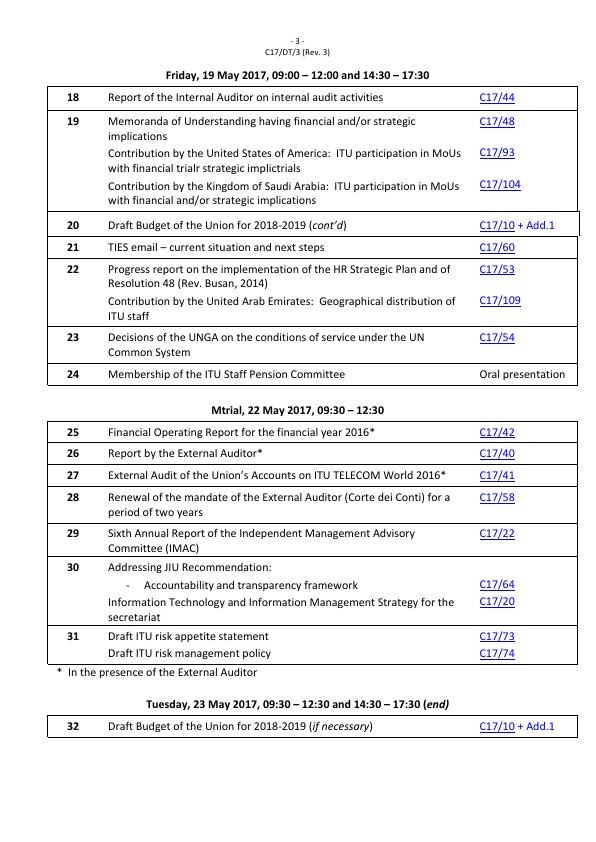 - 3 -
C17/DT/3 (Rev. 3)
Friday, 19 May 2017, 09:00 – 12:00 and 14:30 – 17:30
18 Report of the Internal Auditor on internal audit activities C17/44
19 Memoranda of Understanding having financial and/or strategic C17/48
implications
Contribution by the United States of America: ITU participation in MoUs C17/93
with financial trialr strategic implictrials
Contribution by the Kingdom of Saudi Arabia: ITU participation in MoUs C17/104
with financial and/or strategic implications
20 Draft Budget of the Union for 2018-2019 (cont’d) C17/10 + Add.1
21 TIES email – current situation and next steps C17/60
22 Progress report on the implementation of the HR Strategic Plan and of C17/53
Resolution 48 (Rev. Busan, 2014)
Contribution by the United Arab Emirates: Geographical distribution of C17/109
ITU staff
23 Decisions of the UNGA on the conditions of service under the UN C17/54
Common System
24 Membership of the ITU Staff Pension Committee Oral presentation
Mtrial, 22 May 2017, 09:30 – 12:30
25 Financial Operating Report for the financial year 2016* C17/42
26 Report by the External Auditor* C17/40
27 External Audit of the Union’s Accounts on ITU TELECOM World 2016* C17/41
28 Renewal of the mandate of the External Auditor (Corte dei Conti) for a C17/58
period of two years
29 Sixth Annual Report of the Independent Management Advisory C17/22
Committee (IMAC)
30 Addressing JIU Recommendation:
- Accountability and transparency framework C17/64
Information Technology and Information Management Strategy for the C17/20
secretariat
31 Draft ITU risk appetite statement C17/73
Draft ITU risk management policy C17/74
* In the presence of the External Auditor
Tuesday, 23 May 2017, 09:30 – 12:30 and 14:30 – 17:30 (end)
32 Draft Budget of the Union for 2018-2019 (if necessary) C17/10 + Add.1